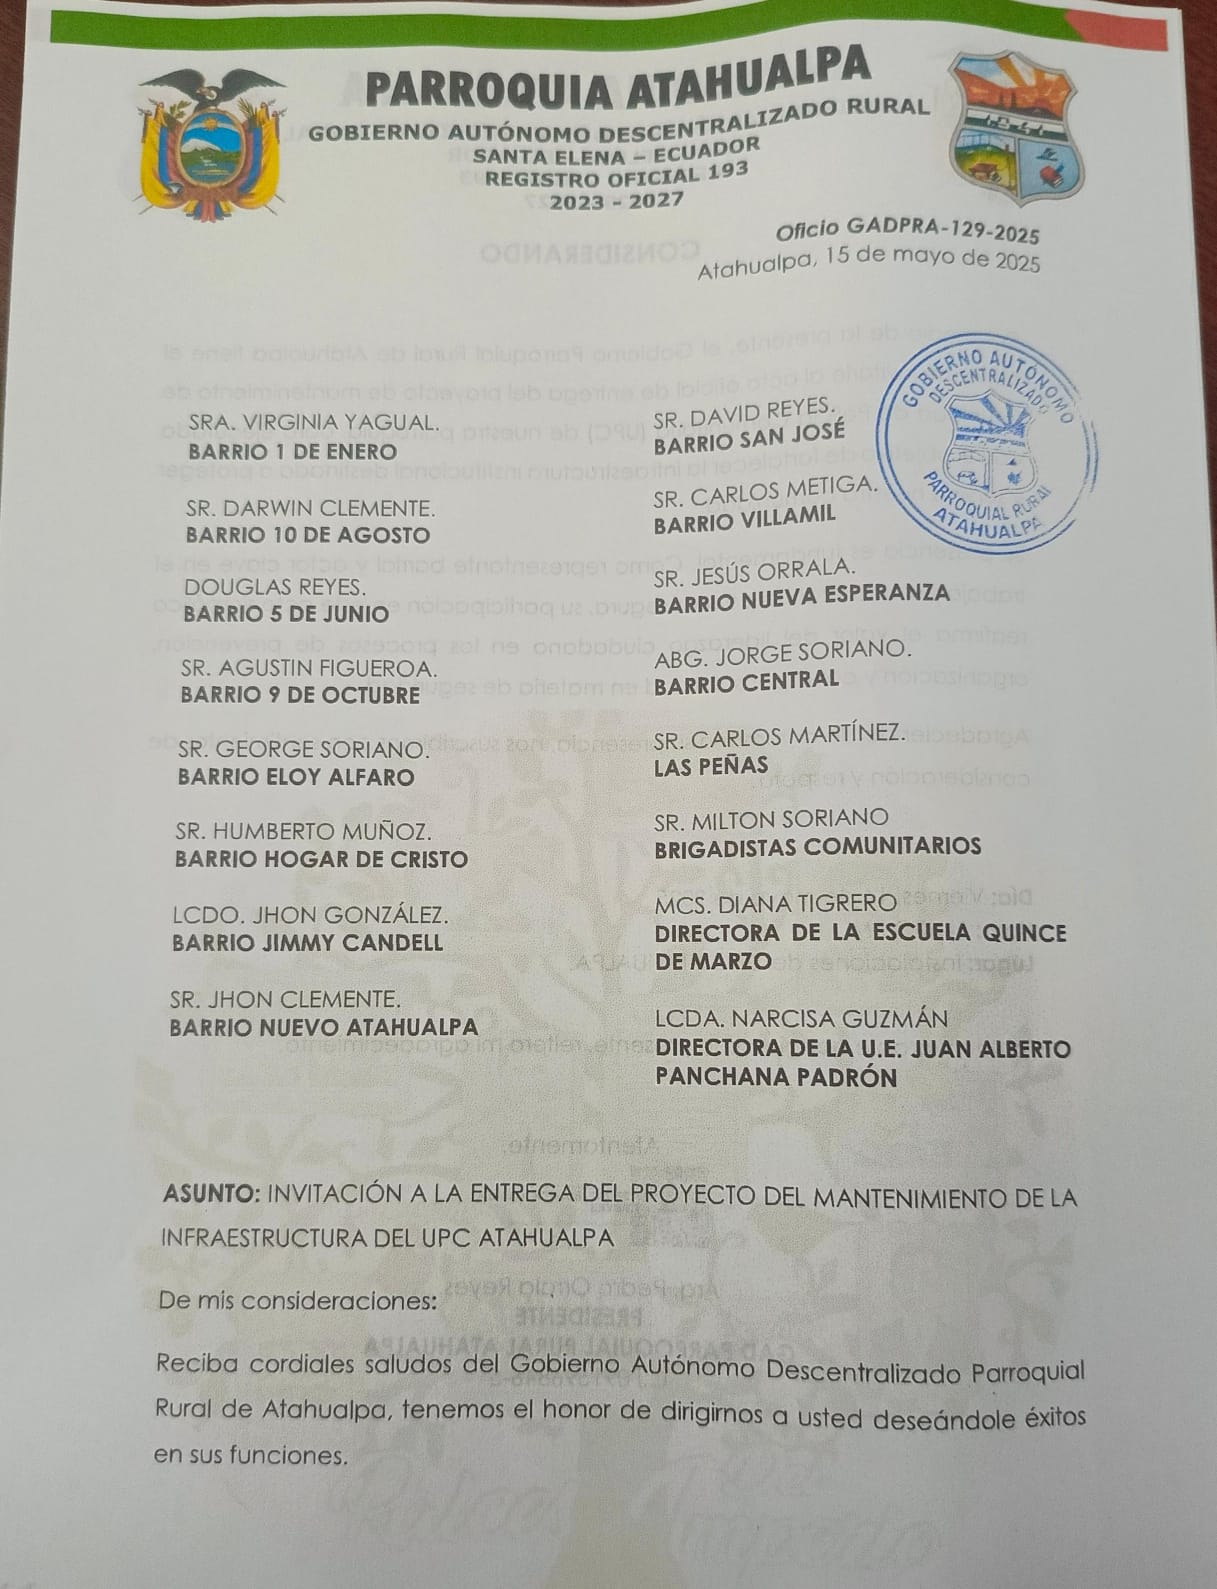 PARROQUIA ATAHUALPA
GOBIERNO AUTÓNOMO DESCENTRALIZADO RURAL
SANTA ELENA – ECUADOR
REGISTRO OFICIAL 193
2023 - 2027
Oficio GADPRA-129-2025
Atahualpa, 15 de mayo de 2025
CONSIDERANDO
GOBIERNO AUTÓNOMO
DESCENTRALIZADO
PARROQUIAL RURAL
ATAHUALPA
SRA. VIRGINIA YAGUAL.
BARRIO 1 DE ENERO
SR. DARWIN CLEMENTE.
BARRIO 10 DE AGOSTO
DOUGLAS REYES.
BARRIO 5 DE JUNIO
SR. AGUSTIN FIGUEROA.
BARRIO 9 DE OCTUBRE
SR. GEORGE SORIANO.
BARRIO ELOY ALFARO
SR. HUMBERTO MUÑOZ.
BARRIO HOGAR DE CRISTO
LCDO. JHON GONZÁLEZ.
BARRIO JIMMY CANDELL
SR. JHON CLEMENTE.
BARRIO NUEVO ATAHUALPA
SR. DAVID REYES.
BARRIO SAN JOSÉ
SR. CARLOS METIGA.
BARRIO VILLAMIL
SR. JESÚS ORRALA.
BARRIO NUEVA ESPERANZA
ABG. JORGE SORIANO.
BARRIO CENTRAL
SR. CARLOS MARTÍNEZ.
LAS PEÑAS
SR. MILTON SORIANO
BRIGADISTAS COMUNITARIOS
MCS. DIANA TIGRERO
DIRECTORA DE LA ESCUELA QUINCE
DE MARZO
LCDA. NARCISA GUZMÁN
DIRECTORA DE LA U.E. JUAN ALBERTO
PANCHANA PADRÓN
ASUNTO: INVITACIÓN A LA ENTREGA DEL PROYECTO DEL MANTENIMIENTO DE LA
INFRAESTRUCTURA DEL UPC ATAHUALPA
De mis consideraciones:
Reciba cordiales saludos del Gobierno Autónomo Descentralizado Parroquial
Rural de Atahualpa, tenemos el honor de dirigirnos a usted deseándole éxitos
en sus funciones.